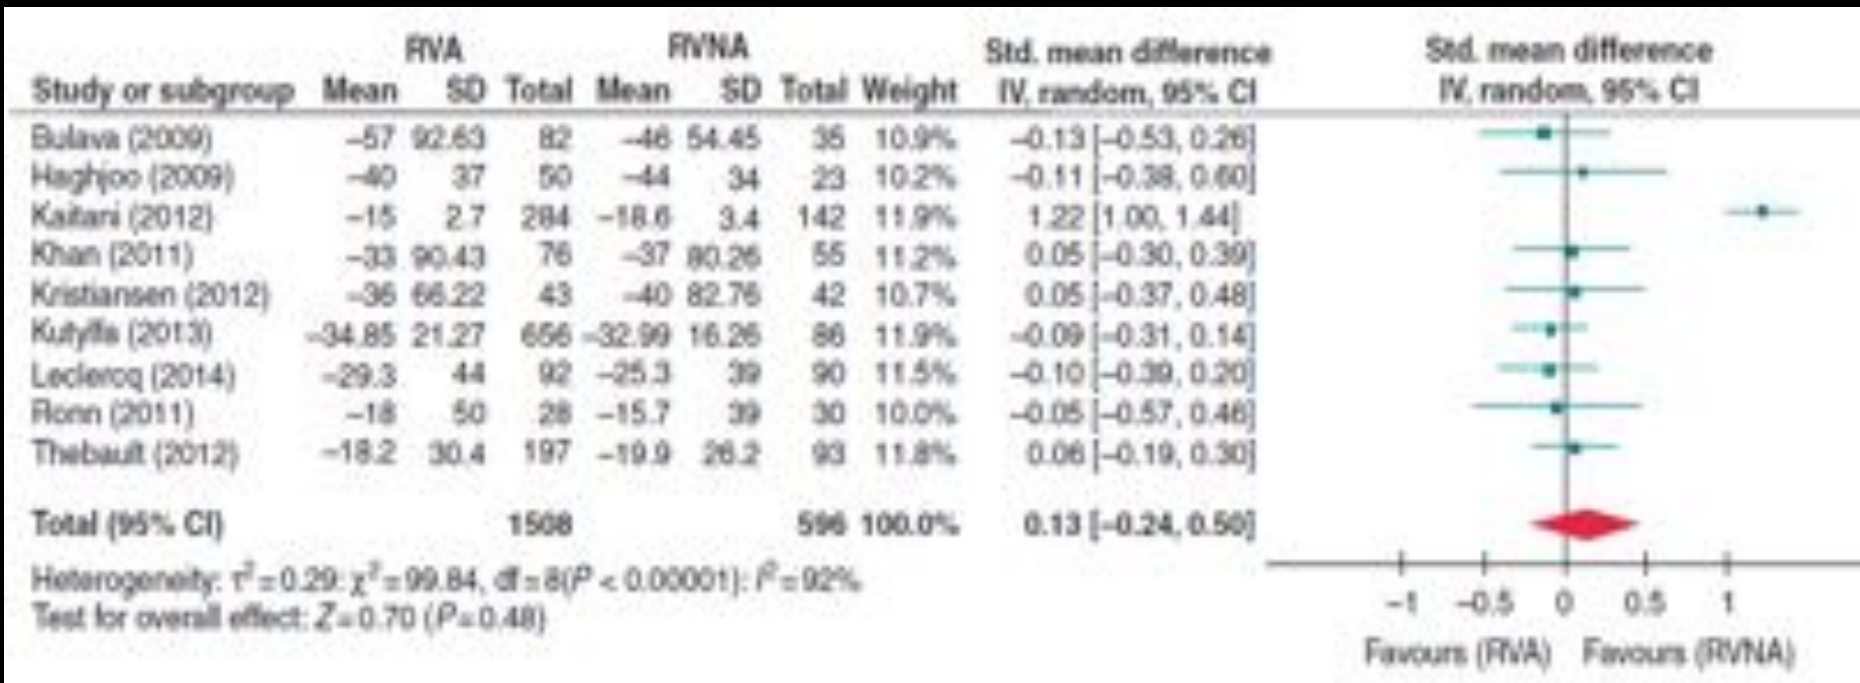 RVA RVNA Std. mean difference Std. mean difference
Study or subgroup Mean SD Total Mean SD Total Weight IV, random, 95% CI IV, random, 95% CI
Bulava (2009) −57 92.63 82 −46 54.45 35 10.9% −0.13 [−0.53, 0.26]
Haghjoo (2009) −40 37 50 −44 34 23 10.2% −0.11 [−0.38, 0.60]
Kaitani (2012) −15 2.7 284 −18.6 3.4 142 11.9% 1.22 [1.00, 1.44]
Khan (2011) −33 90.43 76 −37 80.26 55 11.2% 0.05 [−0.30, 0.39]
Kristiansen (2012) −36 66.22 43 −40 82.76 42 10.7% 0.05 [−0.37, 0.48]
Kutyifa (2013) −34.85 21.27 656 −32.99 16.26 86 11.9% −0.09 [−0.31, 0.14]
Leclercq (2014) −29.3 44 92 −25.3 39 90 11.5% −0.10 [−0.39, 0.20]
Ronn (2011) −18 50 28 −15.7 39 30 10.0% −0.05 [−0.57, 0.46]
Thebault (2012) −18.2 30.4 197 −19.9 26.2 93 11.8% 0.06 [−0.19, 0.30]
Total (95% CI) 1508 596 100.0% 0.13 [−0.24, 0.50]
Heterogeneity: τ²=0.29: χ²=99.84, df=8(P < 0.00001): I²=92%
Test for overall effect: Z=0.70 (P=0.48)
−1 −0.5 0 0.5 1
Favours (RVA) Favours (RVNA)